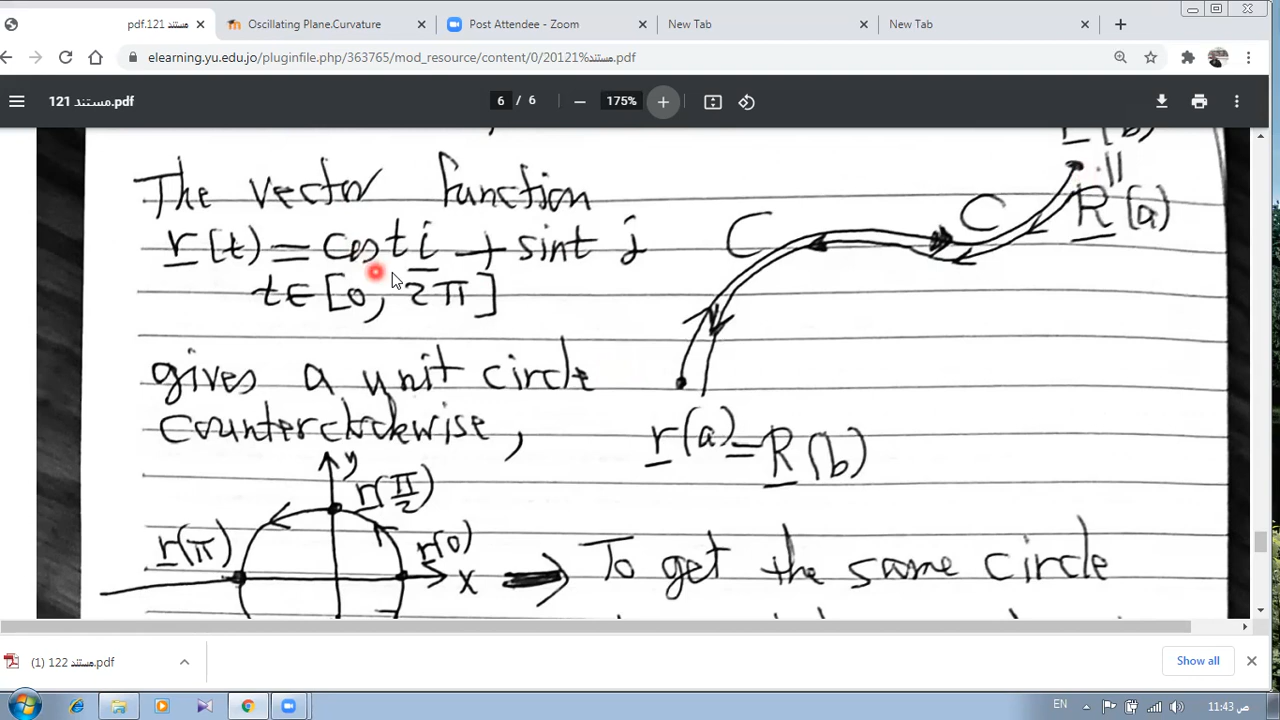 121 مستند.pdf
Oscillating Plane.Curvature
Post Attendee - Zoom
New Tab
New Tab
elearning.yu.edu.jo/pluginfile.php/363765/mod_resource/content/0/20121%مستند.pdf
121 مستند.pdf
6 / 6
175%
The vector function
r(t) = cost i + sint j
t∈[0, 2π]
gives a unit circle
counterclockwise,
r(b)
||
R(a)
C
C
r(a)=R(b)
y
r(π/2)
r(π)
r(0)
x
To get the same circle
(1) 122 مستند.pdf
Show all
EN
11:43 ص